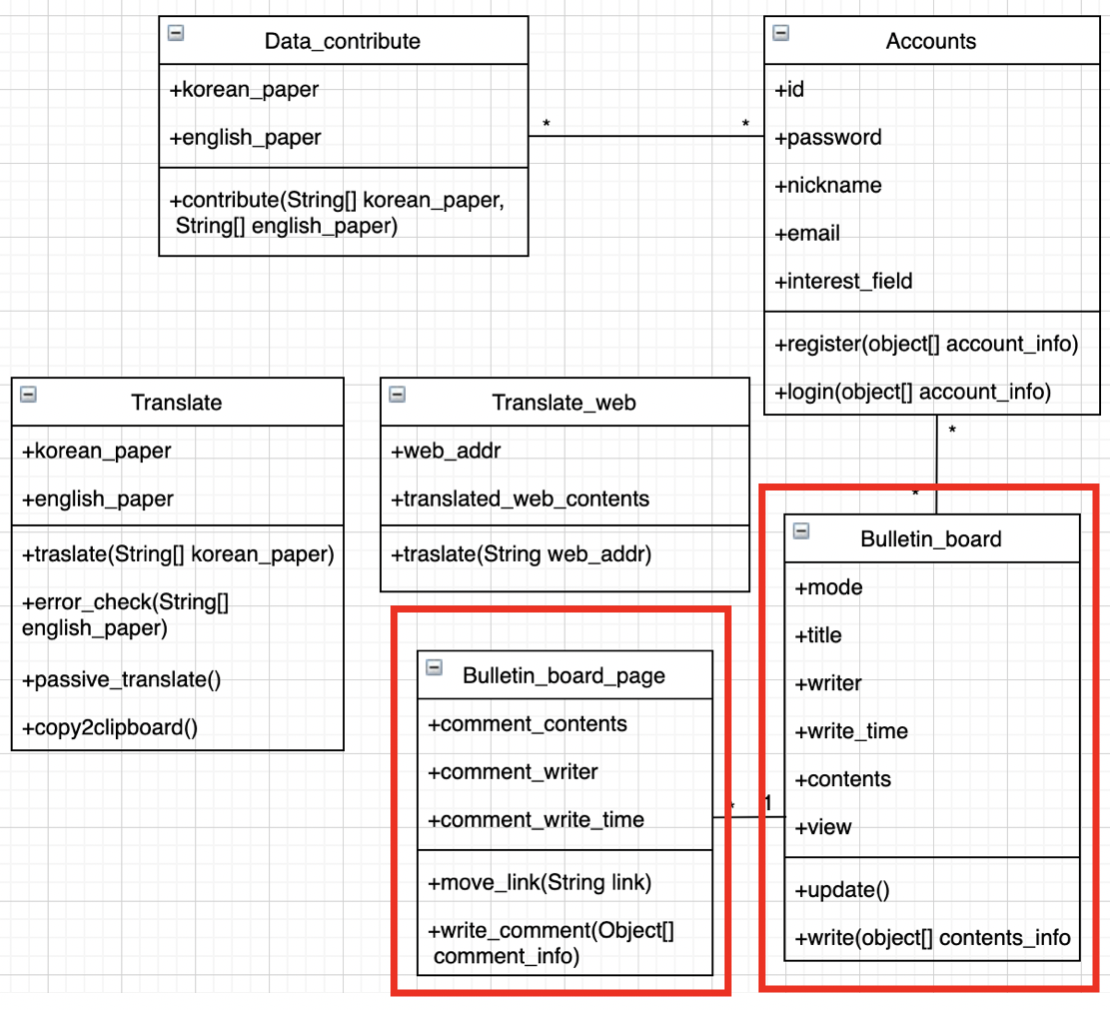 Data_contribute
+korean_paper
+english_paper
+contribute(String[] korean_paper,
String[] english_paper)
*
*
Accounts
+id
+password
+nickname
+email
+interest_field
+register(object[] account_info)
+login(object[] account_info)
*
*
Translate
+korean_paper
+english_paper
+traslate(String[] korean_paper)
+error_check(String[]
english_paper)
+passive_translate()
+copy2clipboard()
Translate_web
+web_addr
+translated_web_contents
+traslate(String web_addr)
Bulletin_board_page
+comment_contents
+comment_writer
+comment_write_time
+move_link(String link)
+write_comment(Object[]
comment_info)
*
1
Bulletin_board
+mode
+title
+writer
+write_time
+contents
+view
+update()
+write(object[] contents_info